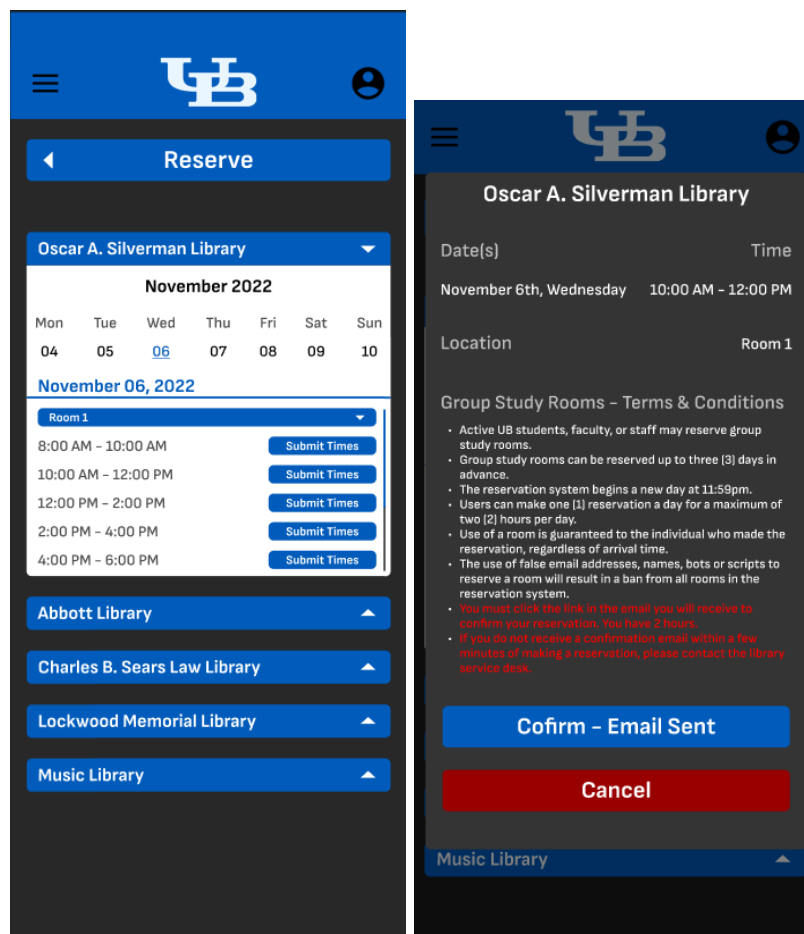 UB
Reserve
Oscar A. Silverman Library
November 2022
Mon Tue Wed Thu Fri Sat Sun
04 05 06 07 08 09 10
November 06, 2022
Room 1
8:00 AM - 10:00 AM Submit Times
10:00 AM - 12:00 PM Submit Times
12:00 PM - 2:00 PM Submit Times
2:00 PM - 4:00 PM Submit Times
4:00 PM - 6:00 PM Submit Times
Abbott Library
Charles B. Sears Law Library
Lockwood Memorial Library
Music Library
UB
Oscar A. Silverman Library
Date(s) Time
November 6th, Wednesday 10:00 AM - 12:00 PM
Location Room 1
Group Study Rooms - Terms & Conditions
• Active UB students, faculty, or staff may reserve group
study rooms.
• Group study rooms can be reserved up to three (3) days in
advance.
• The reservation system begins a new day at 11:59pm.
• Users can make one (1) reservation a day for a maximum of
two (2) hours per day.
• Use of a room is guaranteed to the individual who made the
reservation, regardless of arrival time.
• The use of false email addresses, names, bots or scripts to
reserve a room will result in a ban from all rooms in the
reservation system.
• You must click the link in the email you will receive to
confirm your reservation. You have 2 hours.
• If you do not receive a confirmation email within a few
minutes of making a reservation, please contact the library
service desk.
Cofirm - Email Sent
Cancel
Music Library